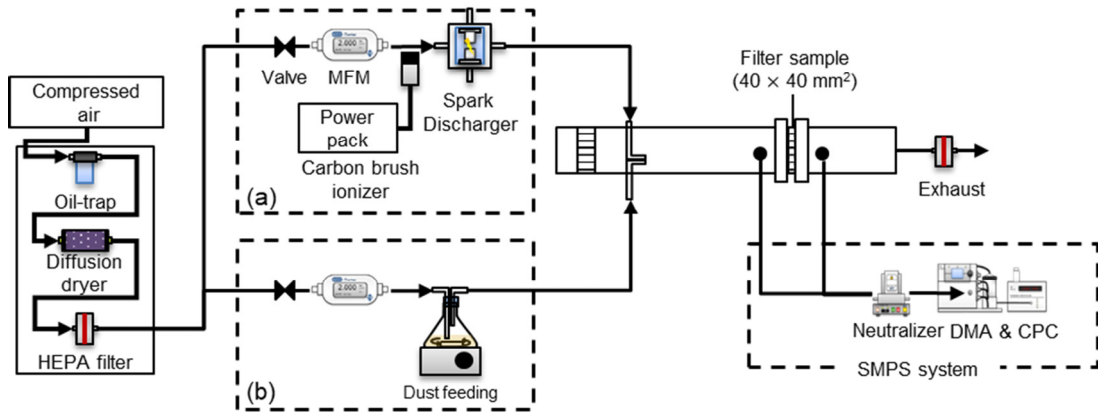 Compressed
air
Oil-trap
Diffusion
dryer
HEPA filter
Valve
MFM
2.000
Power
pack
Carbon brush
ionizer
Spark
Discharger
(a)
2.000
Dust feeding
(b)
Filter sample
(40 × 40 mm²)
Exhaust
Neutralizer DMA & CPC
SMPS system